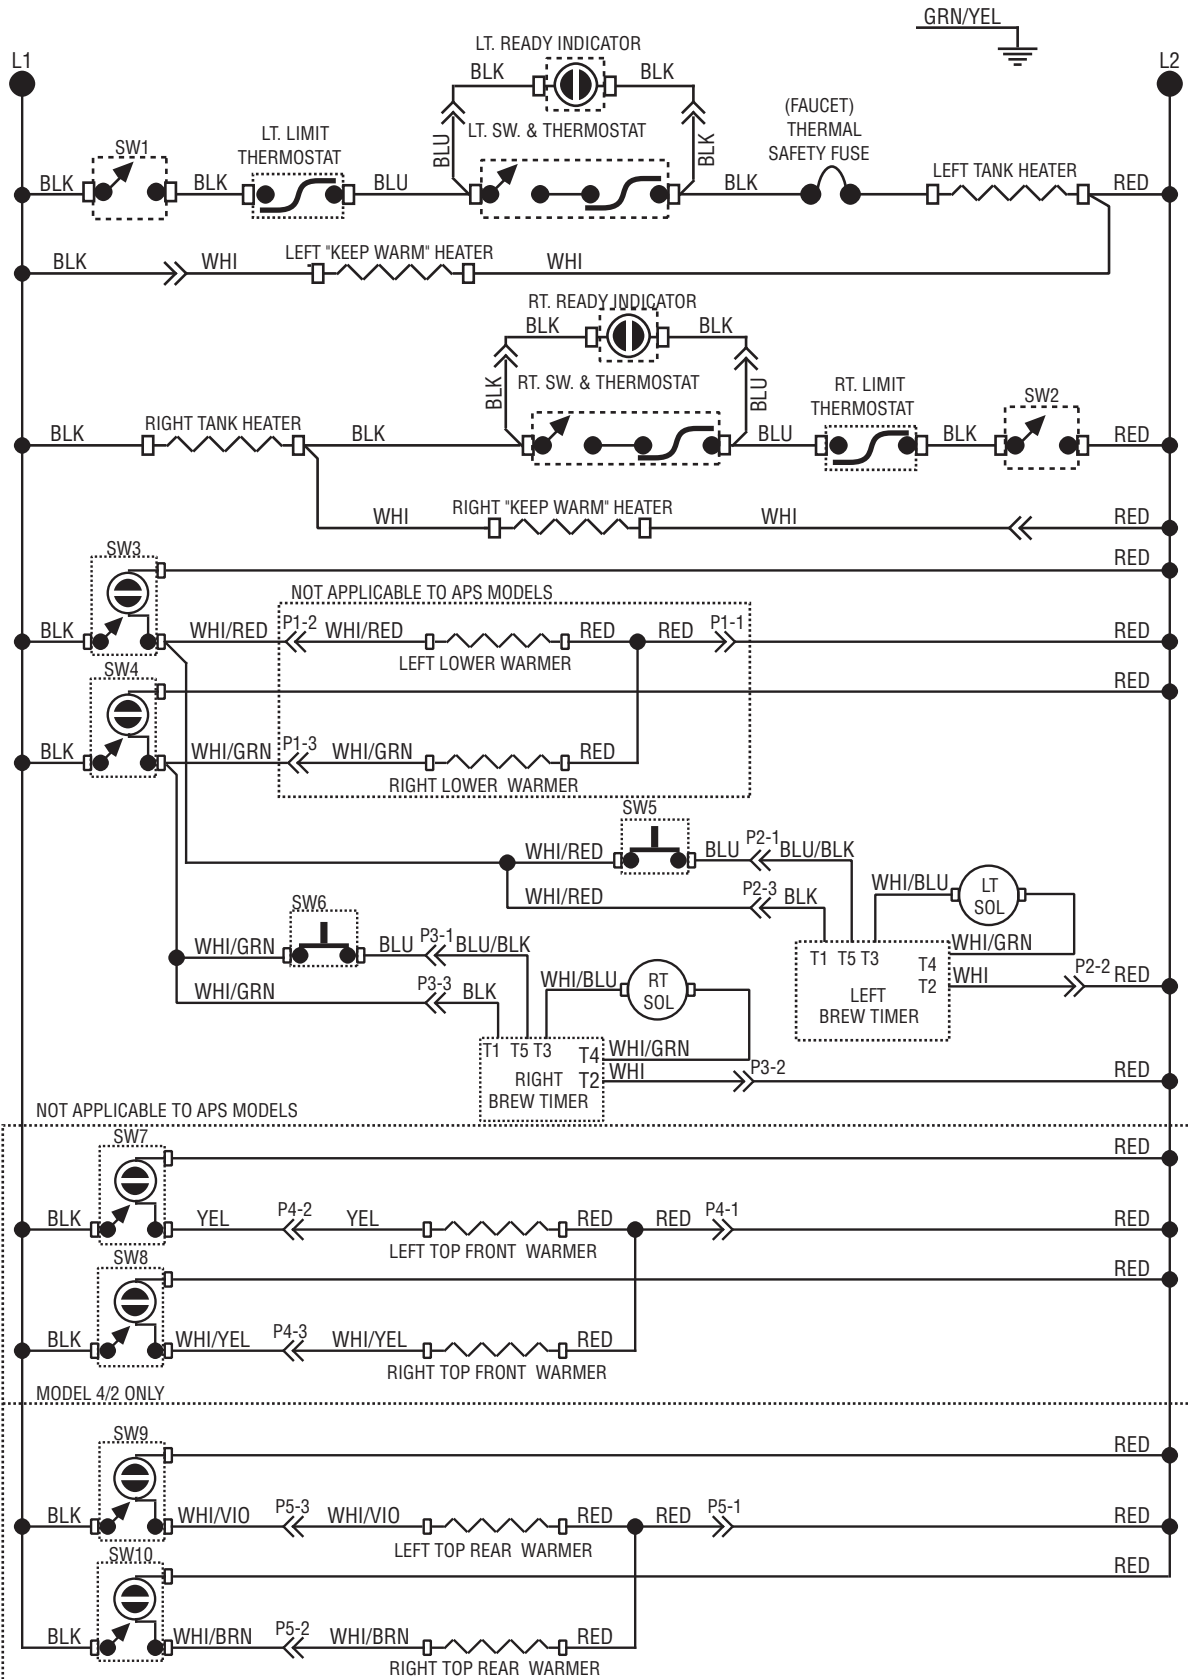 GRN/YEL
L1
L2
LT. READY INDICATOR
BLK
BLK
BLU
LT. SW. & THERMOSTAT
BLK
(FAUCET)
THERMAL
SAFETY FUSE
SW1
LT. LIMIT
THERMOSTAT
LEFT TANK HEATER
BLK
BLK
BLU
BLK
RED
BLK
WHI
LEFT "KEEP WARM" HEATER
WHI
RT. READY INDICATOR
BLK
BLK
BLK
RT. SW. & THERMOSTAT
BLU
RT. LIMIT
THERMOSTAT
SW2
RIGHT TANK HEATER
BLK
BLK
BLU
BLK
RED
WHI
RIGHT "KEEP WARM" HEATER
WHI
RED
SW3
RED
NOT APPLICABLE TO APS MODELS
BLK
WHI/RED
P1-2
WHI/RED
RED
RED
P1-1
RED
LEFT LOWER WARMER
SW4
RED
BLK
WHI/GRN
P1-3
WHI/GRN
RED
RIGHT LOWER WARMER
SW5
WHI/RED
BLU
P2-1
BLU/BLK
WHI/RED
P2-3
BLK
WHI/BLU
LT
SOL
SW6
WHI/GRN
BLU
P3-1
BLU/BLK
WHI/GRN
T1 T5 T3
T4
T2
WHI
P2-2
RED
LEFT
BREW TIMER
WHI/GRN
P3-3
BLK
WHI/BLU
RT
SOL
T1 T5 T3
T4
WHI/GRN
T2
WHI
P3-2
RED
RIGHT
BREW TIMER
NOT APPLICABLE TO APS MODELS
SW7
RED
BLK
YEL
P4-2
YEL
RED
RED
P4-1
RED
LEFT TOP FRONT WARMER
SW8
RED
BLK
WHI/YEL
P4-3
WHI/YEL
RED
RIGHT TOP FRONT WARMER
MODEL 4/2 ONLY
SW9
RED
BLK
WHI/VIO
P5-3
WHI/VIO
RED
RED
P5-1
RED
LEFT TOP REAR WARMER
SW10
RED
BLK
WHI/BRN
P5-2
WHI/BRN
RED
RIGHT TOP REAR WARMER